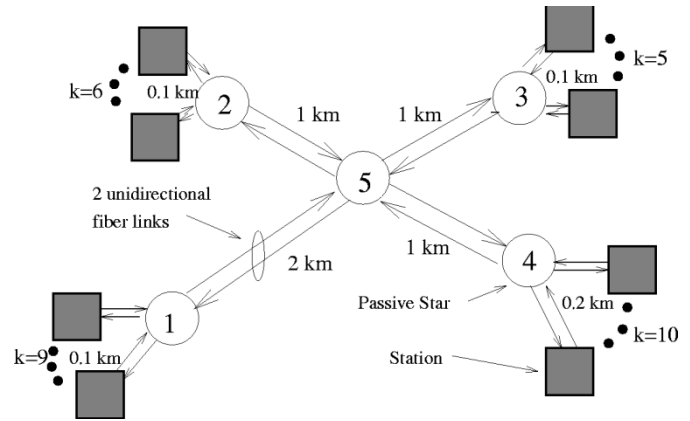 k=6
0.1 km
2
1 km
1 km
3
0.1 km
k=5
5
2 unidirectional
fiber links
2 km
1 km
4
0.2 km
k=10
Passive Star
Station
1
k=9
0.1 km